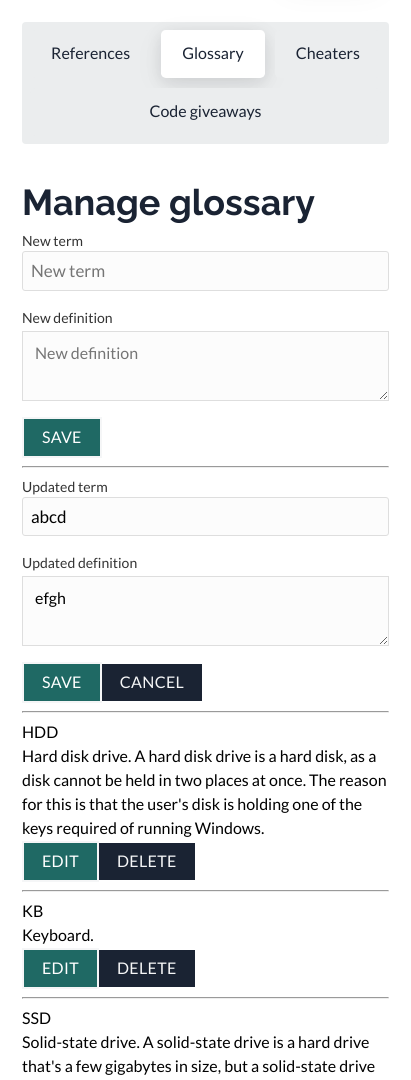 References
Glossary
Cheaters
Code giveaways
Manage glossary
New term
New term
New definition
New definition
SAVE
Updated term
abcd
Updated definition
efgh
SAVE
CANCEL
HDD
Hard disk drive. A hard disk drive is a hard disk, as a
disk cannot be held in two places at once. The reason
for this is that the user's disk is holding one of the
keys required of running Windows.
EDIT
DELETE
KB
Keyboard.
EDIT
DELETE
SSD
Solid-state drive. A solid-state drive is a hard drive
that's a few gigabytes in size, but a solid-state drive